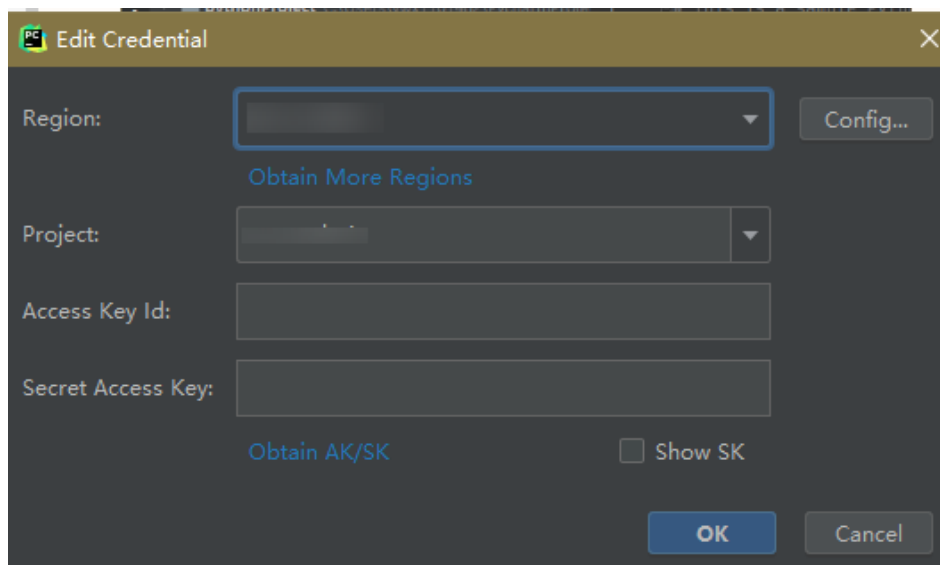 PC Edit Credential
Region:
Config...
Obtain More Regions
Project:
Access Key Id:
Secret Access Key:
Obtain AK/SK
Show SK
OK
Cancel